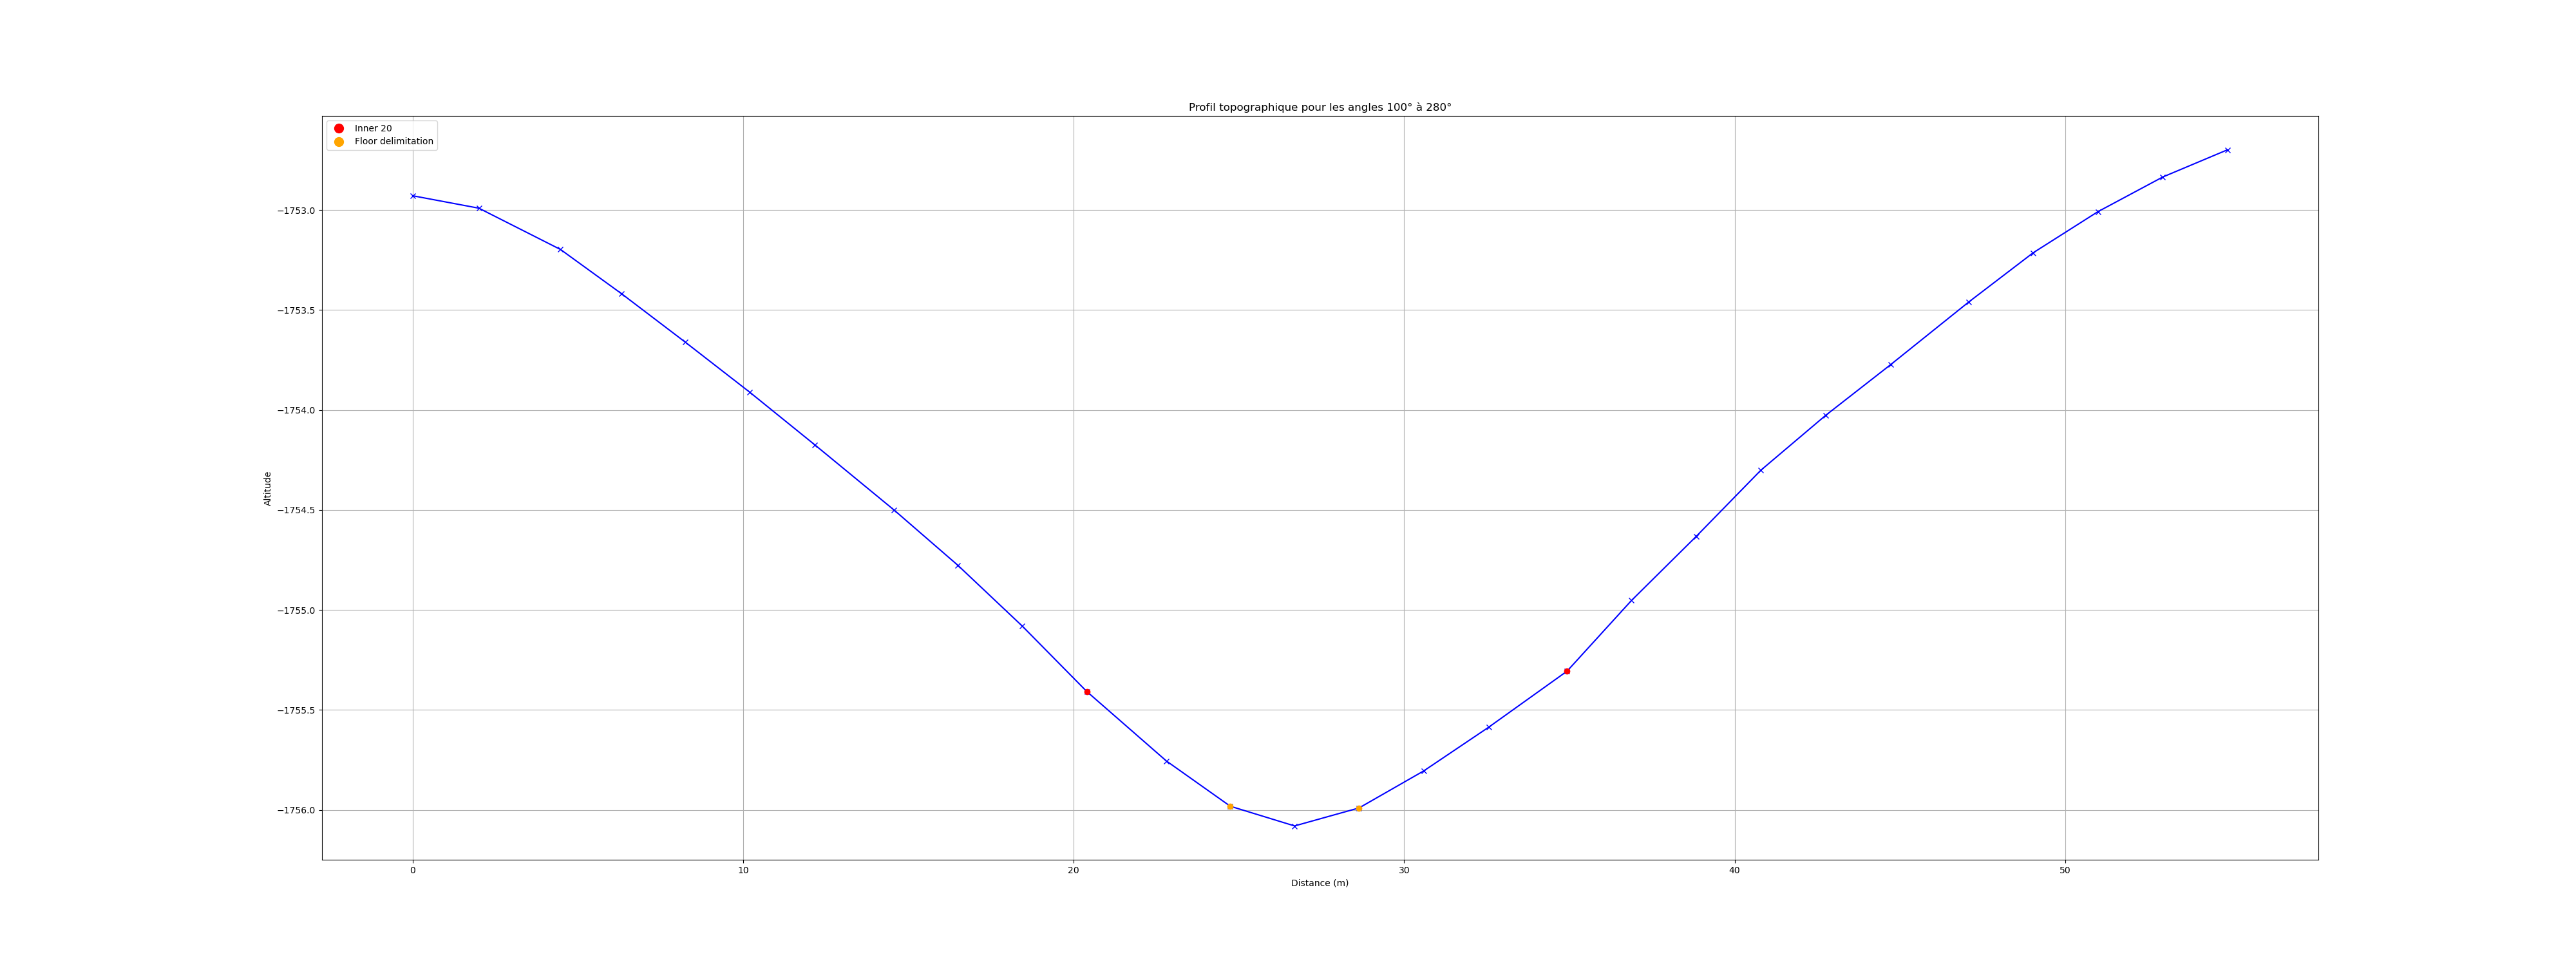 Profil topographique pour les angles 100° à 280°
Inner 20
Floor delimitation
−1753.0
−1753.5
−1754.0
−1754.5
−1755.0
−1755.5
−1756.0
Altitude
0 10 20 30 40 50
Distance (m)